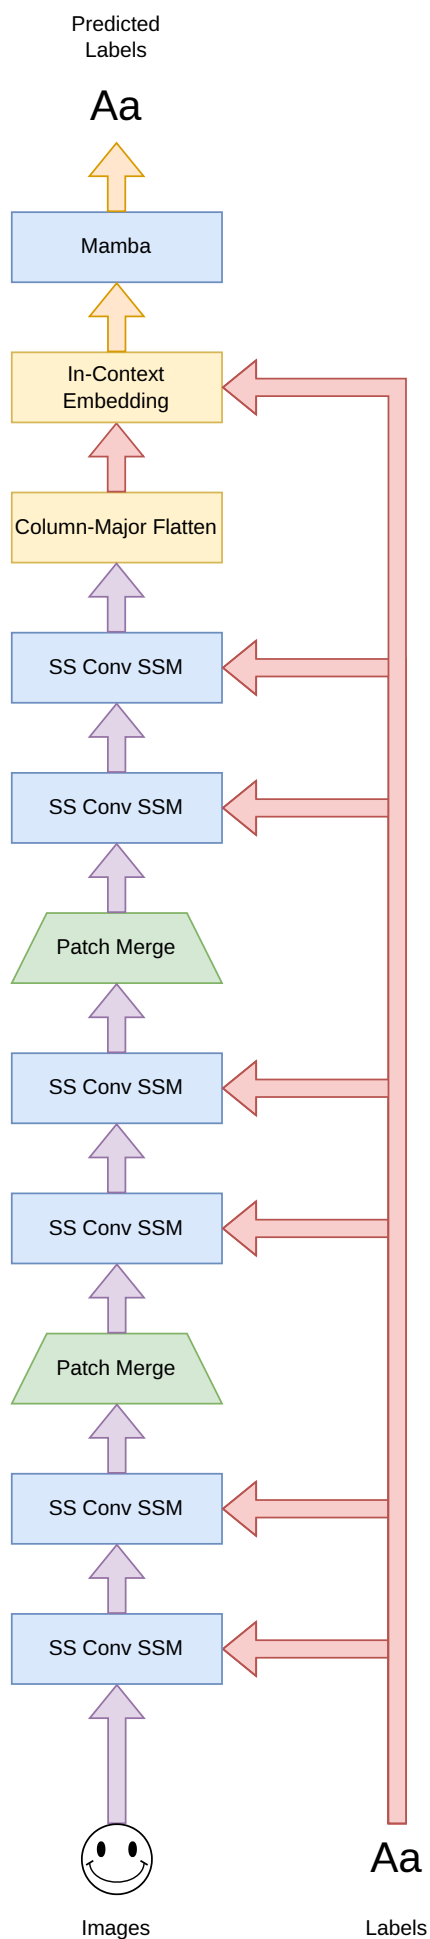 Predicted
Labels
Aa
Mamba
In-Context
Embedding
Column-Major Flatten
SS Conv SSM
SS Conv SSM
Patch Merge
SS Conv SSM
SS Conv SSM
Patch Merge
SS Conv SSM
SS Conv SSM
Aa
Images
Labels